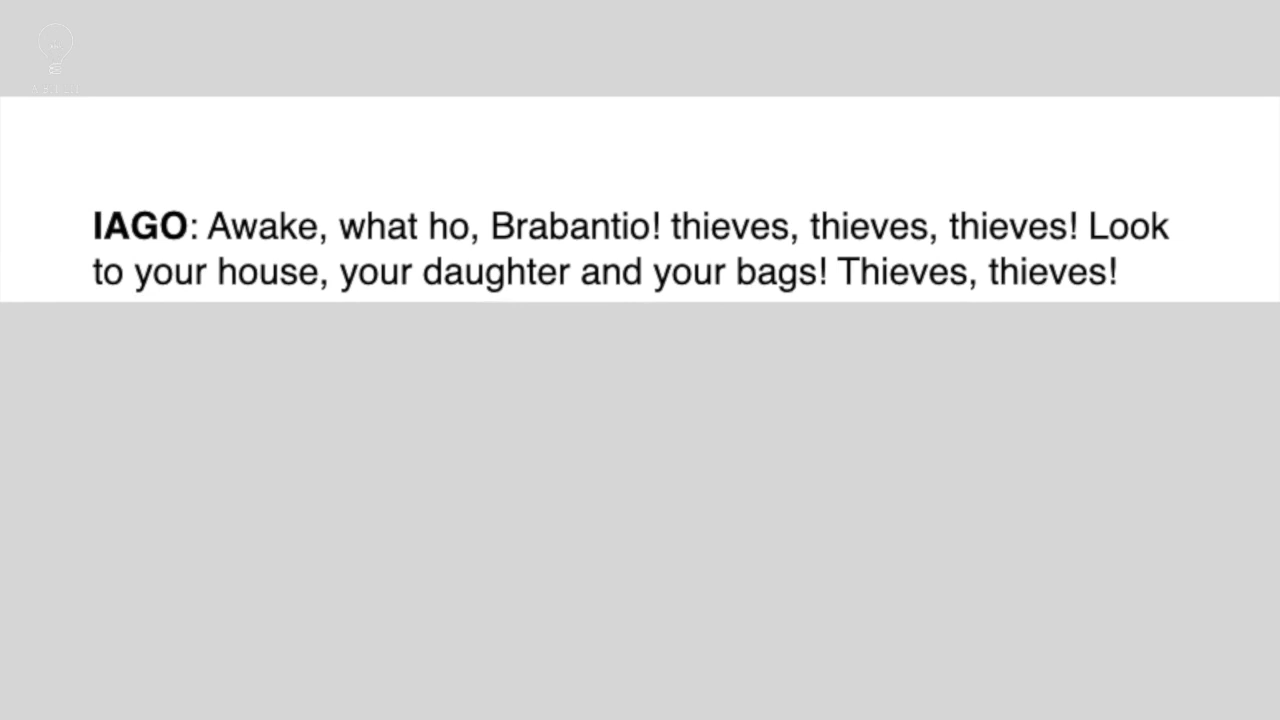 IAGO: Awake, what ho, Brabantio! thieves, thieves, thieves! Look
to your house, your daughter and your bags! Thieves, thieves!